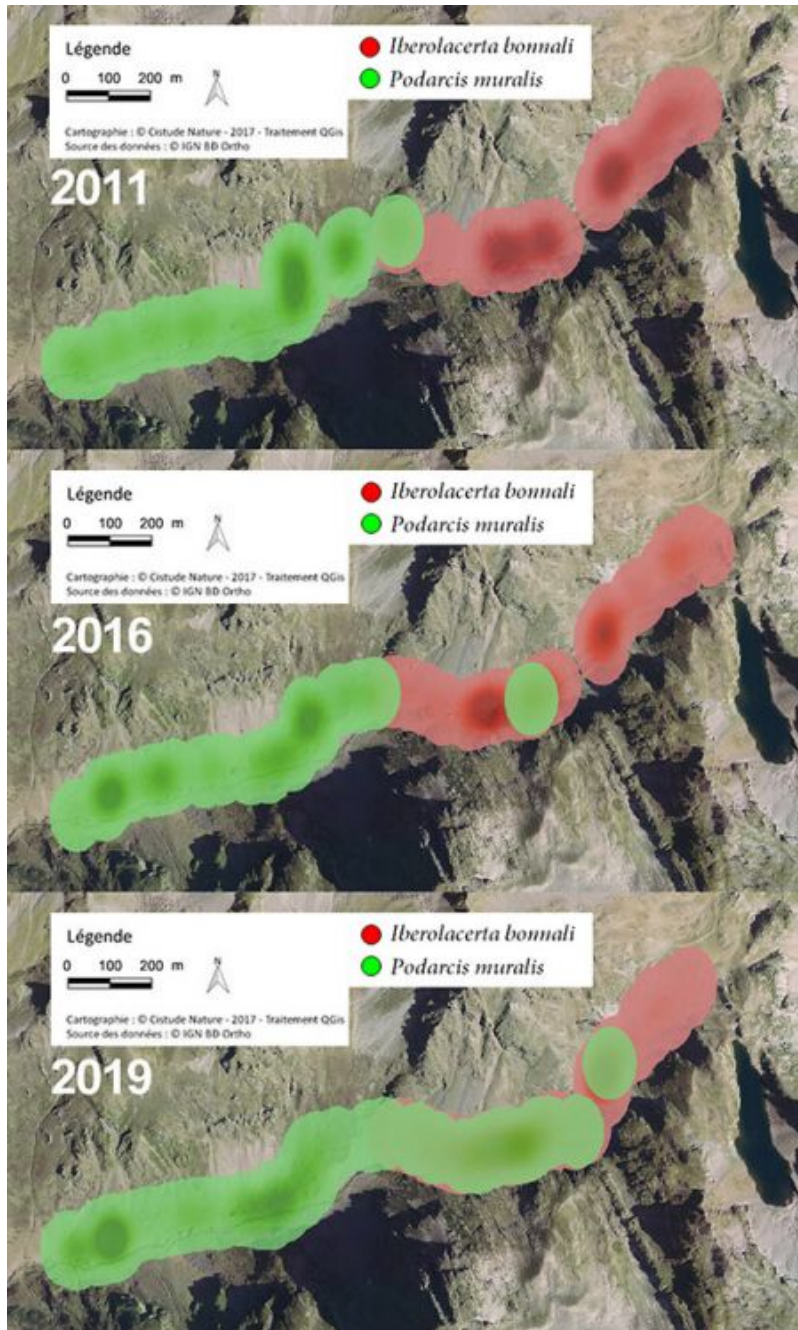 Légende
0 100 200 m
N
Iberolacerta bonnali
Podarcis muralis
Cartographie : © Cistude Nature - 2017 - Traitement QGis
Source des données : © IGN BD Ortho
2011
Légende
0 100 200 m
N
Iberolacerta bonnali
Podarcis muralis
Cartographie : © Cistude Nature - 2017 - Traitement QGis
Source des données : © IGN BD Ortho
2016
Légende
0 100 200 m
N
Iberolacerta bonnali
Podarcis muralis
Cartographie : © Cistude Nature - 2017 - Traitement QGis
Source des données : © IGN BD Ortho
2019